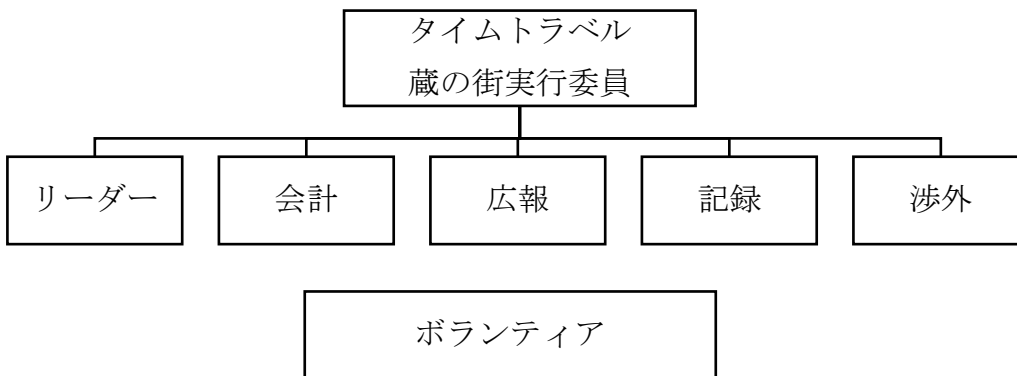 タイムトラベル
蔵の街実行委員
リーダー
会計
広報
記録
渉外
ボランティア